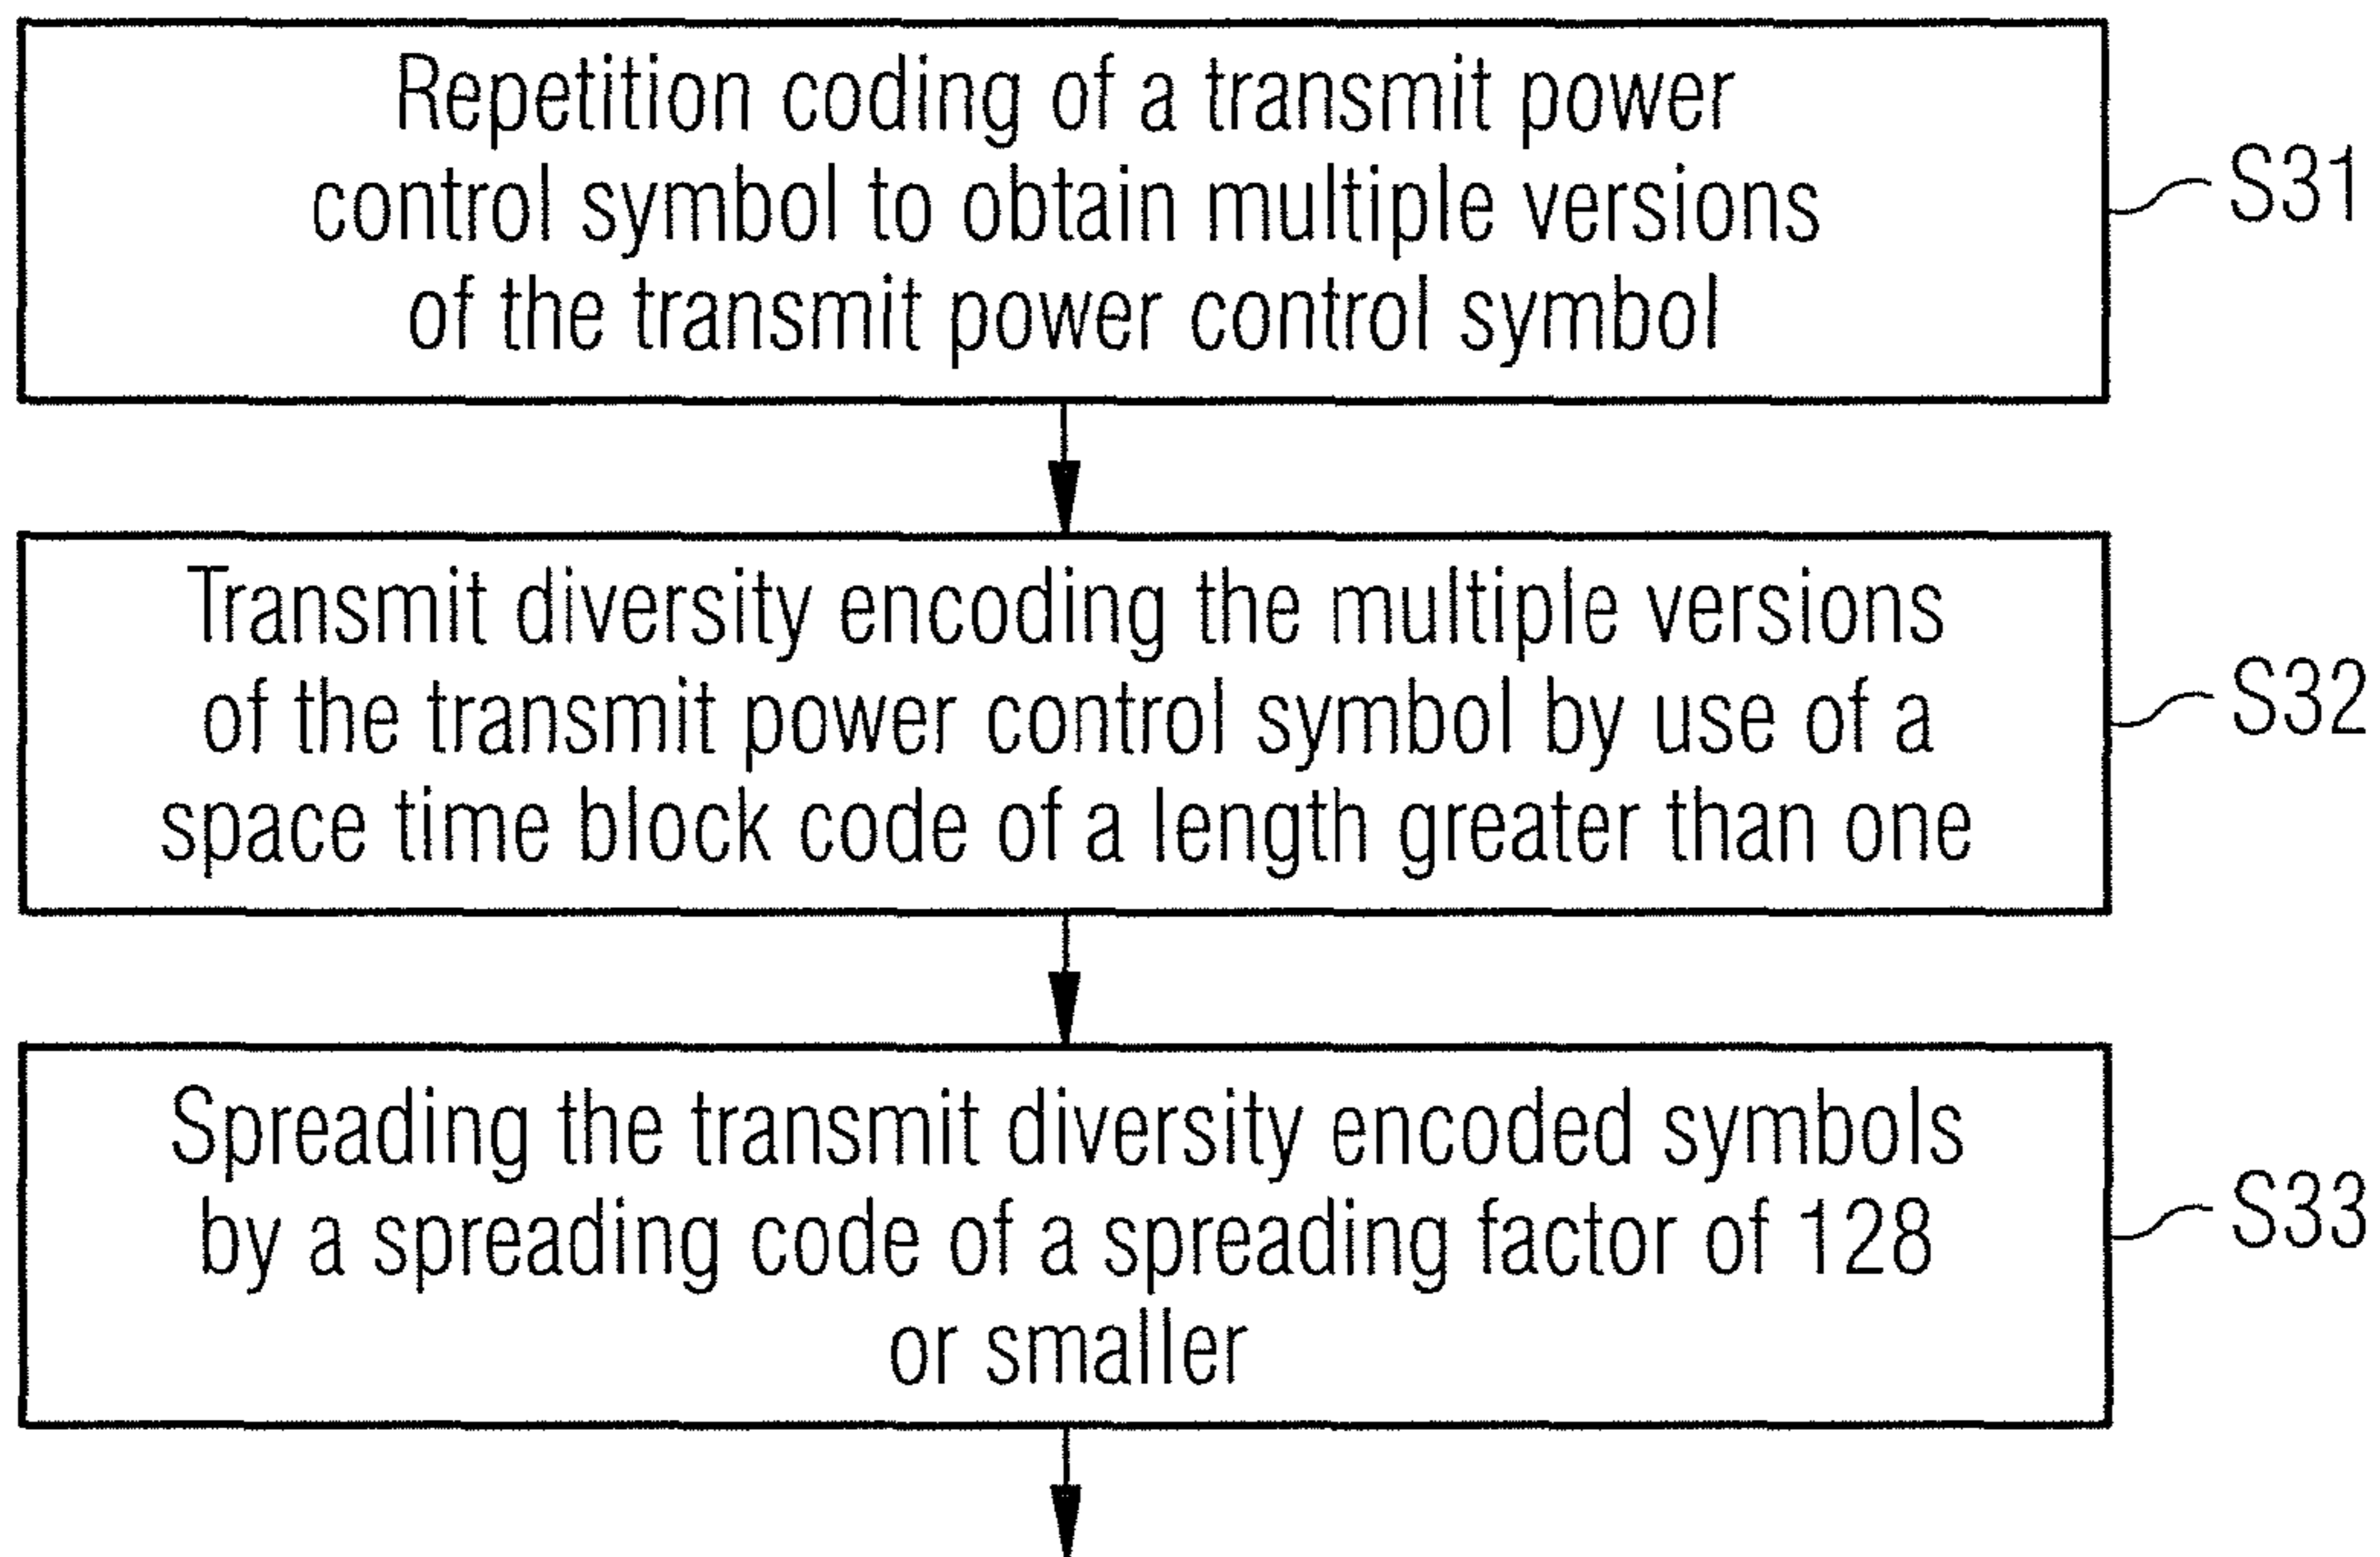 Repetition coding of a transmit power
control symbol to obtain multiple versions
of the transmit power control symbol
S31
Transmit diversity encoding the multiple versions
of the transmit power control symbol by use of a
space time block code of a length greater than one
S32
Spreading the transmit diversity encoded symbols
by a spreading code of a spreading factor of 128
or smaller
S33